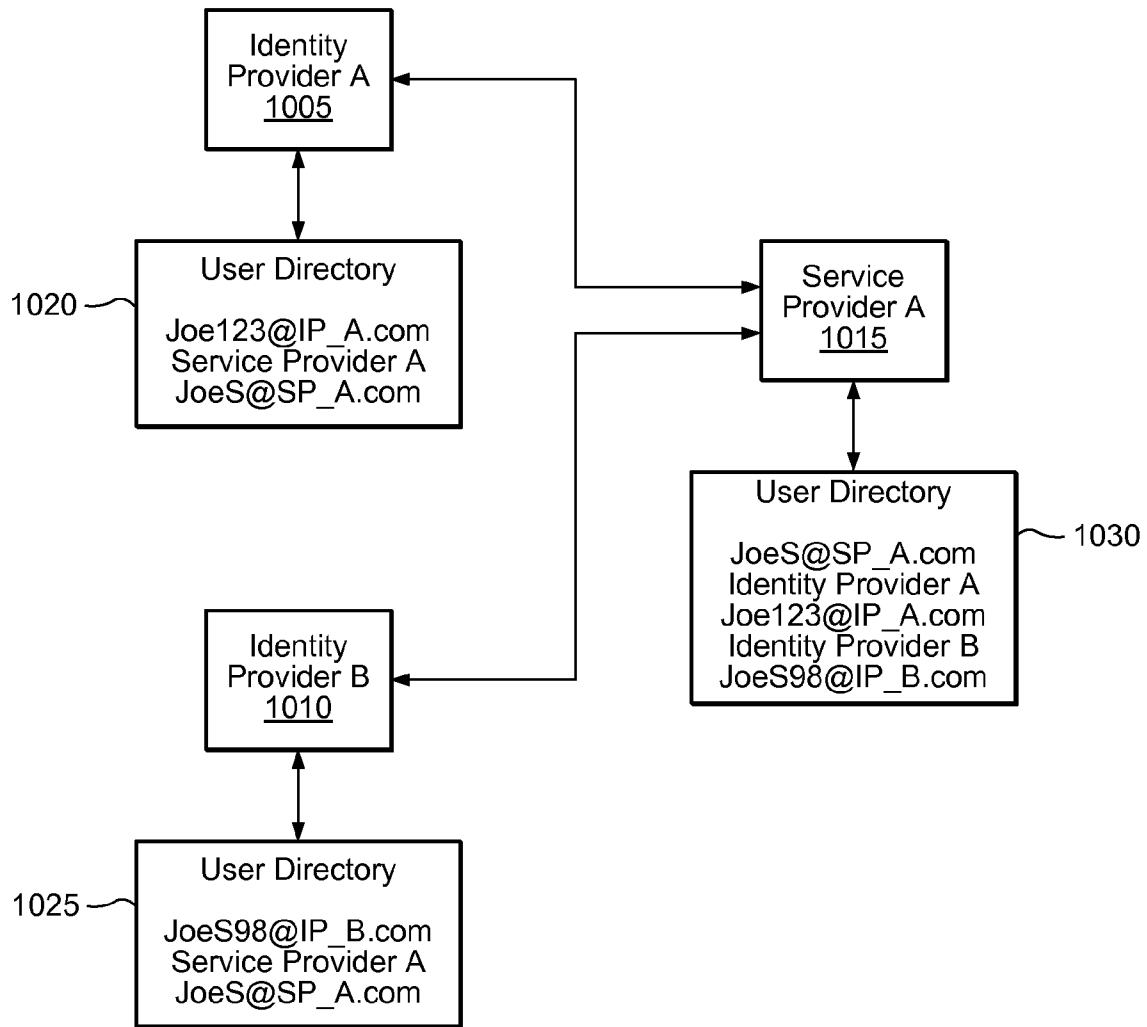 Identity
Provider A
1005
User Directory
Joe123@IP_A.com
Service Provider A
JoeS@SP_A.com
1020
Service
Provider A
1015
User Directory
JoeS@SP_A.com
Identity Provider A
Joe123@IP_A.com
Identity Provider B
JoeS98@IP_B.com
1030
Identity
Provider B
1010
User Directory
JoeS98@IP_B.com
Service Provider A
JoeS@SP_A.com
1025